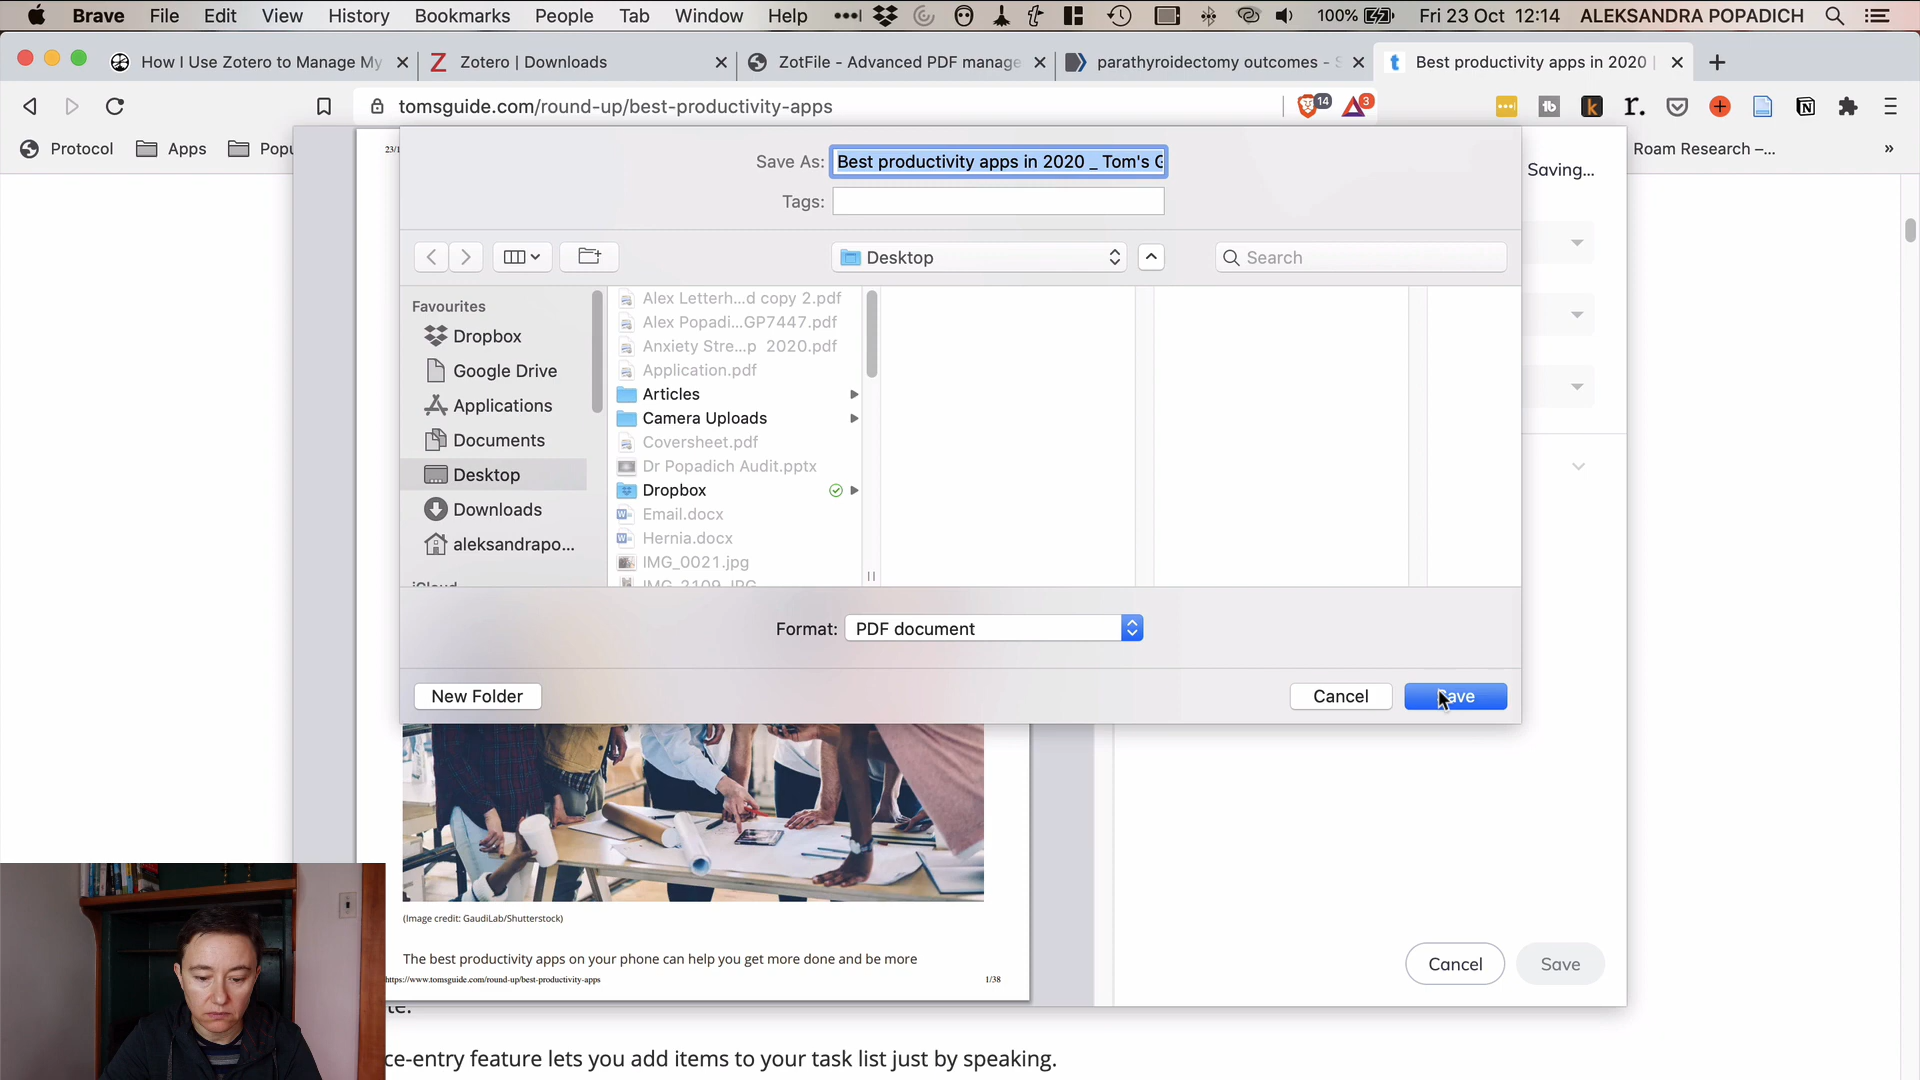 Brave File Edit View History Bookmarks People Tab Window Help 100% Fri 23 Oct 12:14 ALEKSANDRA POPADICH
How I Use Zotero to Manage My
Zotero | Downloads
ZotFile - Advanced PDF manage
parathyroidectomy outcomes - S
Best productivity apps in 2020 |
tomsguide.com/round-up/best-productivity-apps
14
3
Protocol
Apps
Popu
Roam Research –...
»
23/1
Save As: Best productivity apps in 2020 _ Tom's G
Tags:
Saving...
Desktop
Search
Favourites
Dropbox
Google Drive
Applications
Documents
Desktop
Downloads
aleksandrapo...
Alex Letterh...d copy 2.pdf
Alex Popadi...GP7447.pdf
Anxiety Stre...p 2020.pdf
Application.pdf
Articles
Camera Uploads
Coversheet.pdf
Dr Popadich Audit.pptx
Dropbox
Email.docx
Hernia.docx
IMG_0021.jpg
IMG_2109.JPG
Format: PDF document
New Folder
Cancel
(Image credit: GaudiLab/Shutterstock)
The best productivity apps on your phone can help you get more done and be more
https://www.tomsguide.com/round-up/best-productivity-apps
1/38
Cancel
Save
ce-entry feature lets you add items to your task list just by speaking.